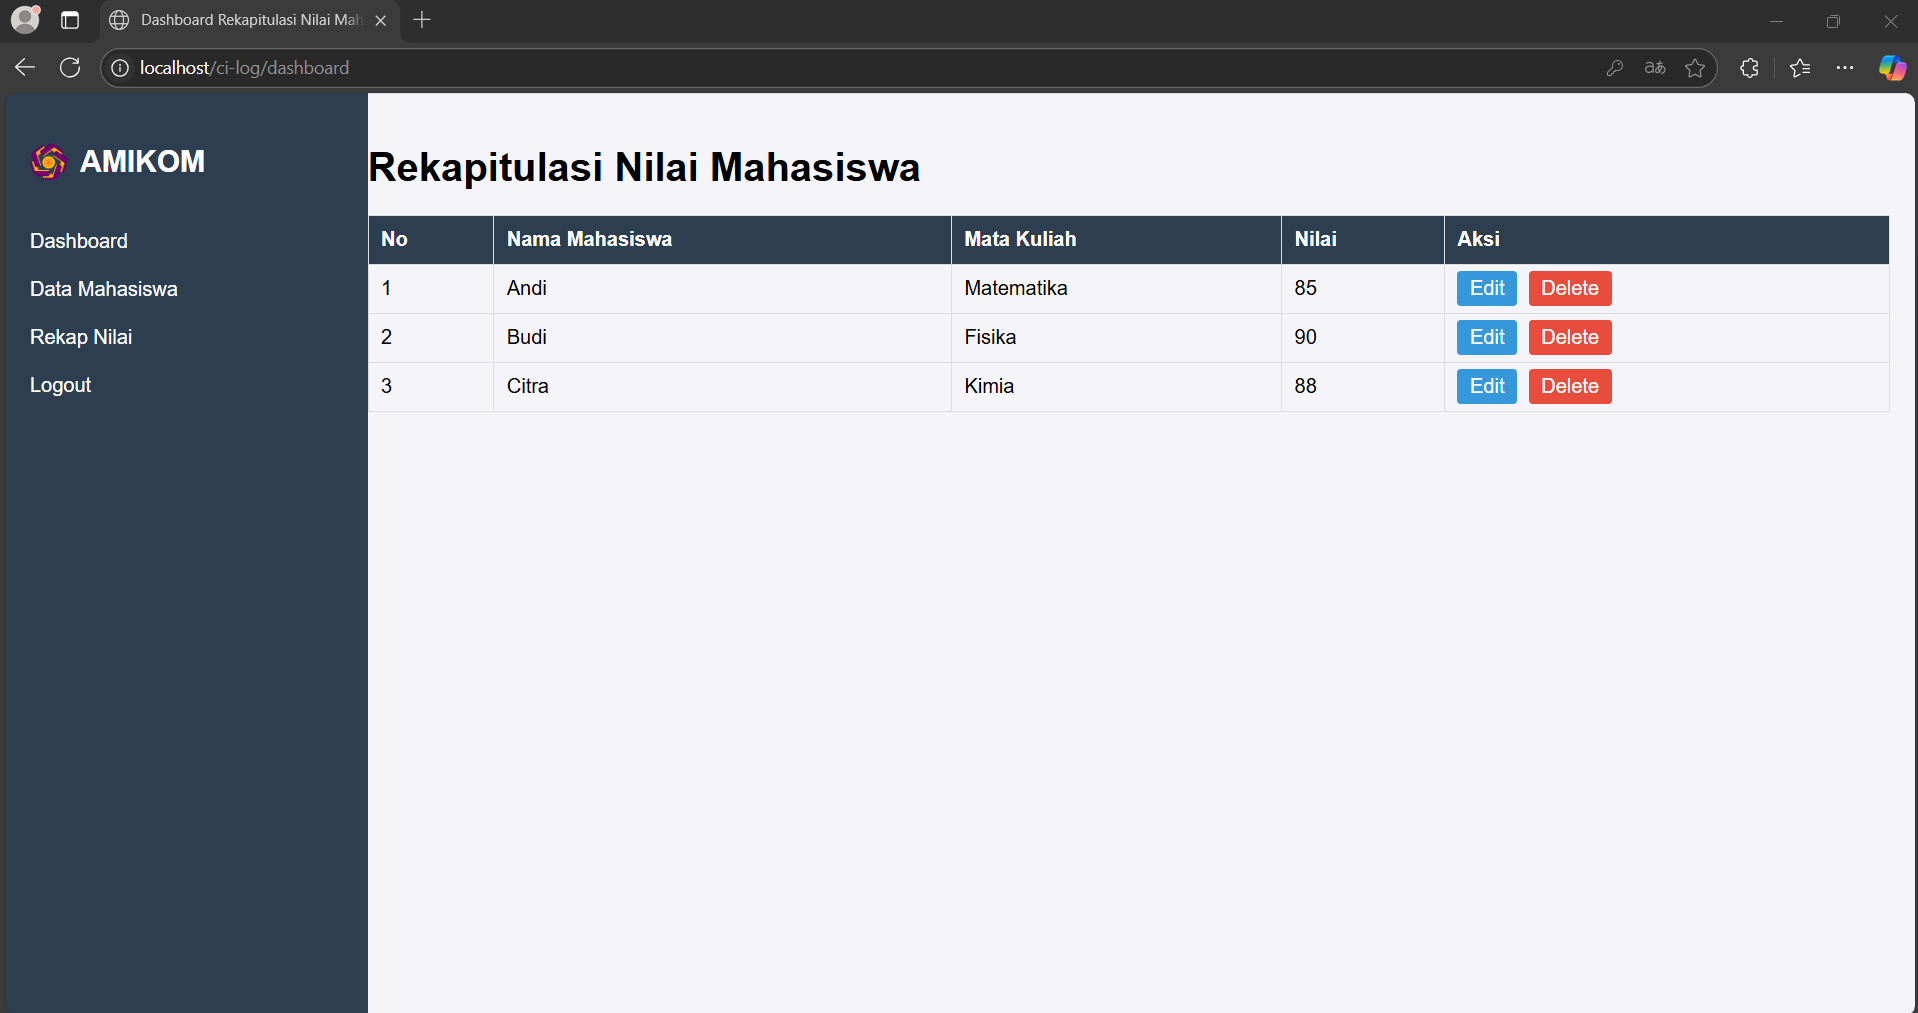 Dashboard Rekapitulasi Nilai Mah
localhost/ci-log/dashboard
aあ
AMIKOM
Dashboard
Data Mahasiswa
Rekap Nilai
Logout
Rekapitulasi Nilai Mahasiswa
No Nama Mahasiswa Mata Kuliah Nilai Aksi
1 Andi Matematika 85 Edit Delete
2 Budi Fisika 90 Edit Delete
3 Citra Kimia 88 Edit Delete